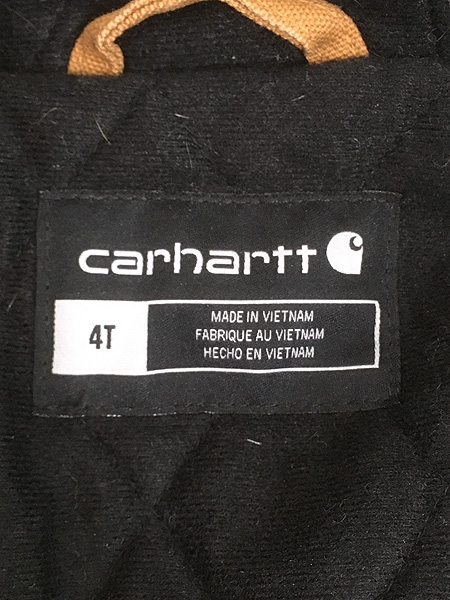 carhartt
4T
MADE IN VIETNAM
FABRIQUE AU VIETNAM
HECHO EN VIETNAM